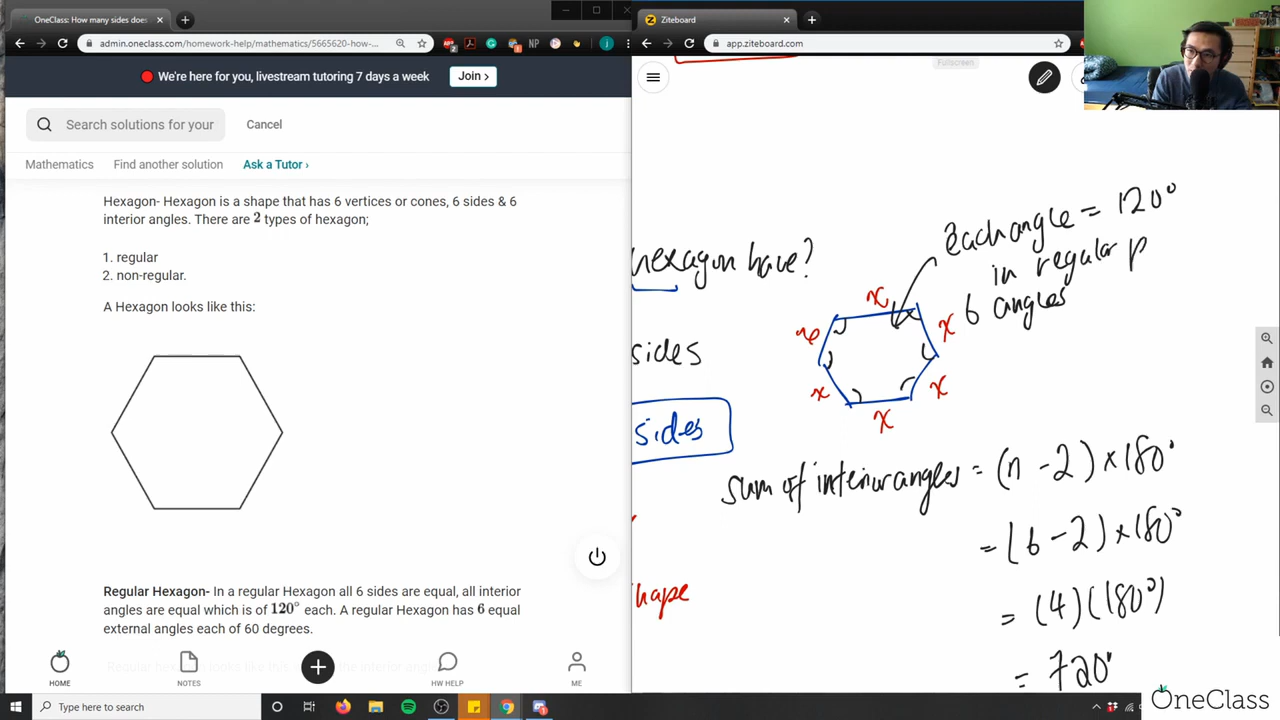 OneClass: How many sides does
Ziteboard
admin.oneclass.com/homework-help/mathematics/5665620-how-...
app.ziteboard.com
Fullscreen
We're here for you, livestream tutoring 7 days a week
Join ›
Search solutions for your
Cancel
Mathematics
Find another solution
Ask a Tutor ›
Hexagon- Hexagon is a shape that has 6 vertices or cones, 6 sides & 6
interior angles. There are 2 types of hexagon;
1. regular
2. non-regular.
A Hexagon looks like this:
Regular Hexagon- In a regular Hexagon all 6 sides are equal, all interior
angles are equal which is of 120° each. A regular Hexagon has 6 equal
external angles each of 60 degrees.
HOME
NOTES
HW HELP
ME
hexagon have?
sides
sides
hape
each angle = 120°
in regular p
6 angles
x
x
x
x
x
x
sum of interior angles = (n - 2) × 180°
= (6 - 2) × 180°
= (4)(180°)
= 720°
Type here to search
OneClass